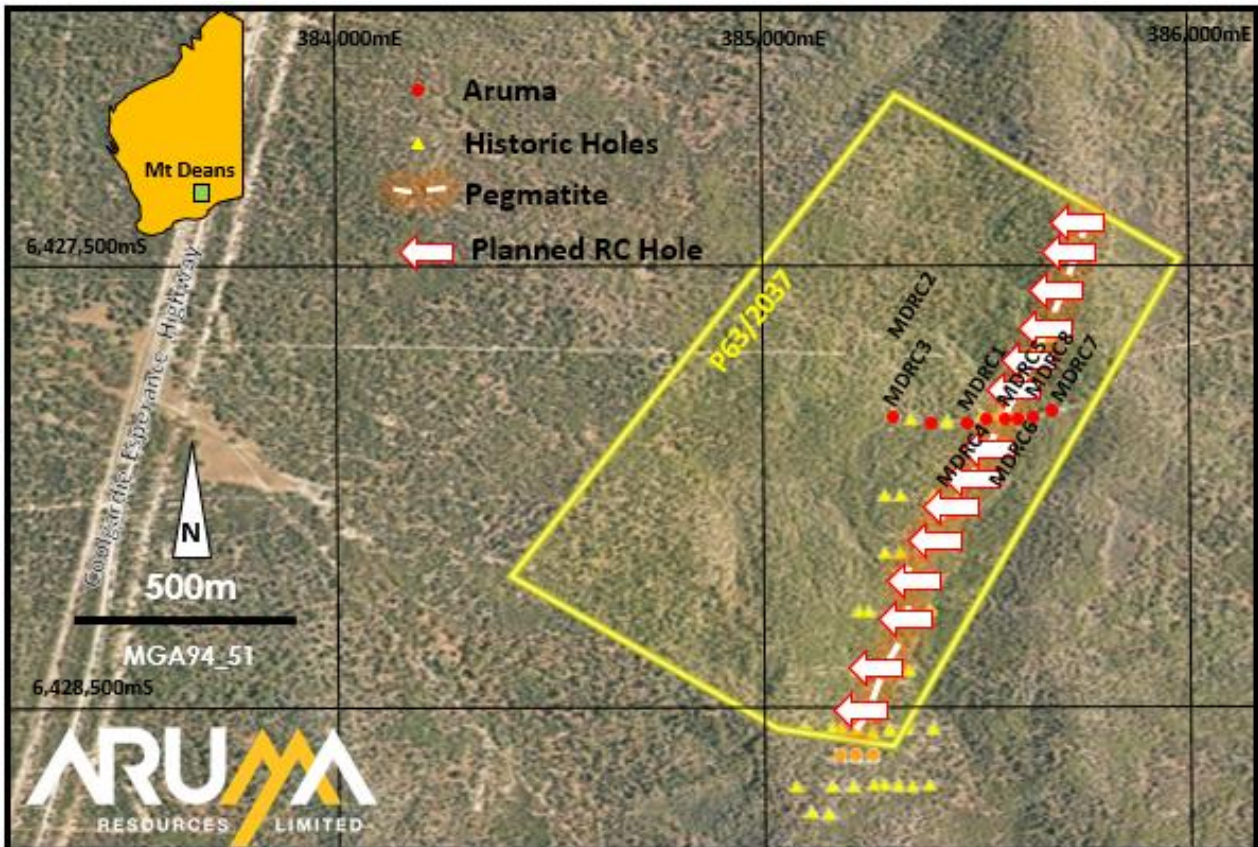 384,000mE
385,000mE
386,000mE
Aruma
Historic Holes
Mt Deans
Pegmatite
Planned RC Hole
6,427,500mS
Coolgardie Esperance Highway
P63/2037
MDRC2
MDRC3
MDRC1
MDRC5
MDRC8
MDRC7
MDRC4
MDRC6
N
500m
MGA94_51
6,428,500mS
ARUMA
RESOURCES LIMITED